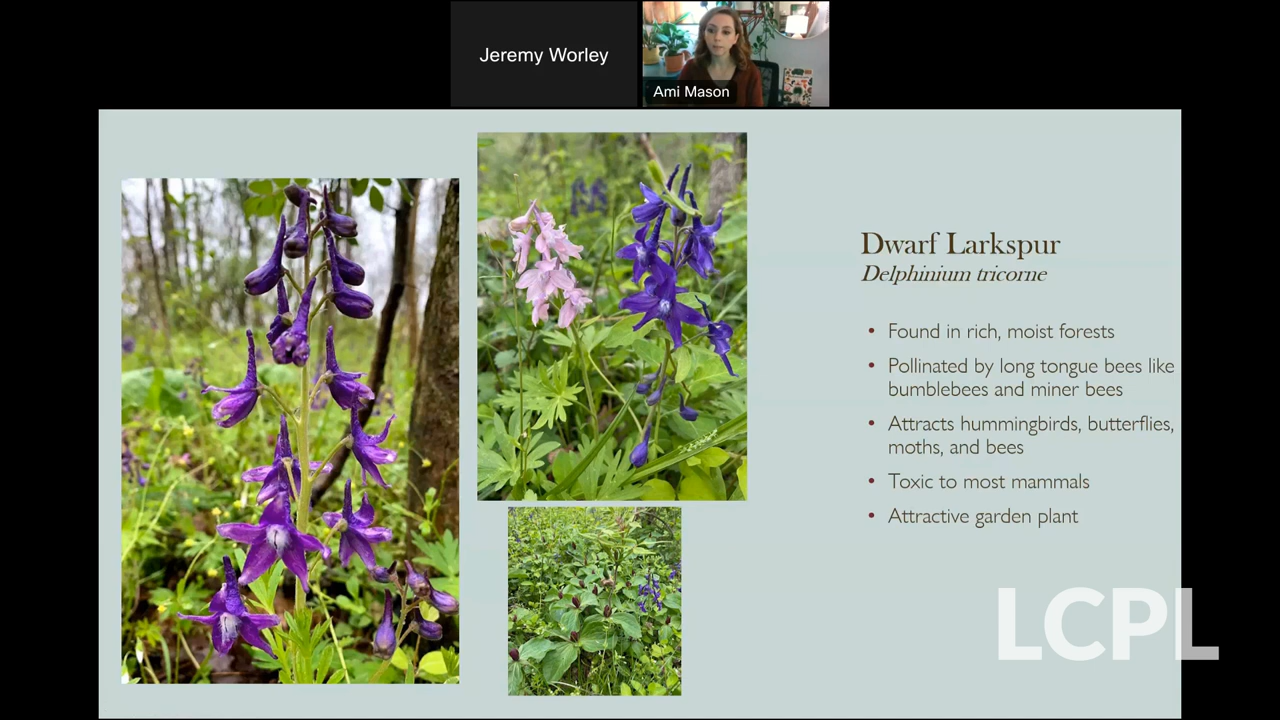 Jeremy Worley
Ami Mason
Dwarf Larkspur
Delphinium tricorne
• Found in rich, moist forests
• Pollinated by long tongue bees like
bumblebees and miner bees
• Attracts hummingbirds, butterflies,
moths, and bees
• Toxic to most mammals
• Attractive garden plant
LCPL